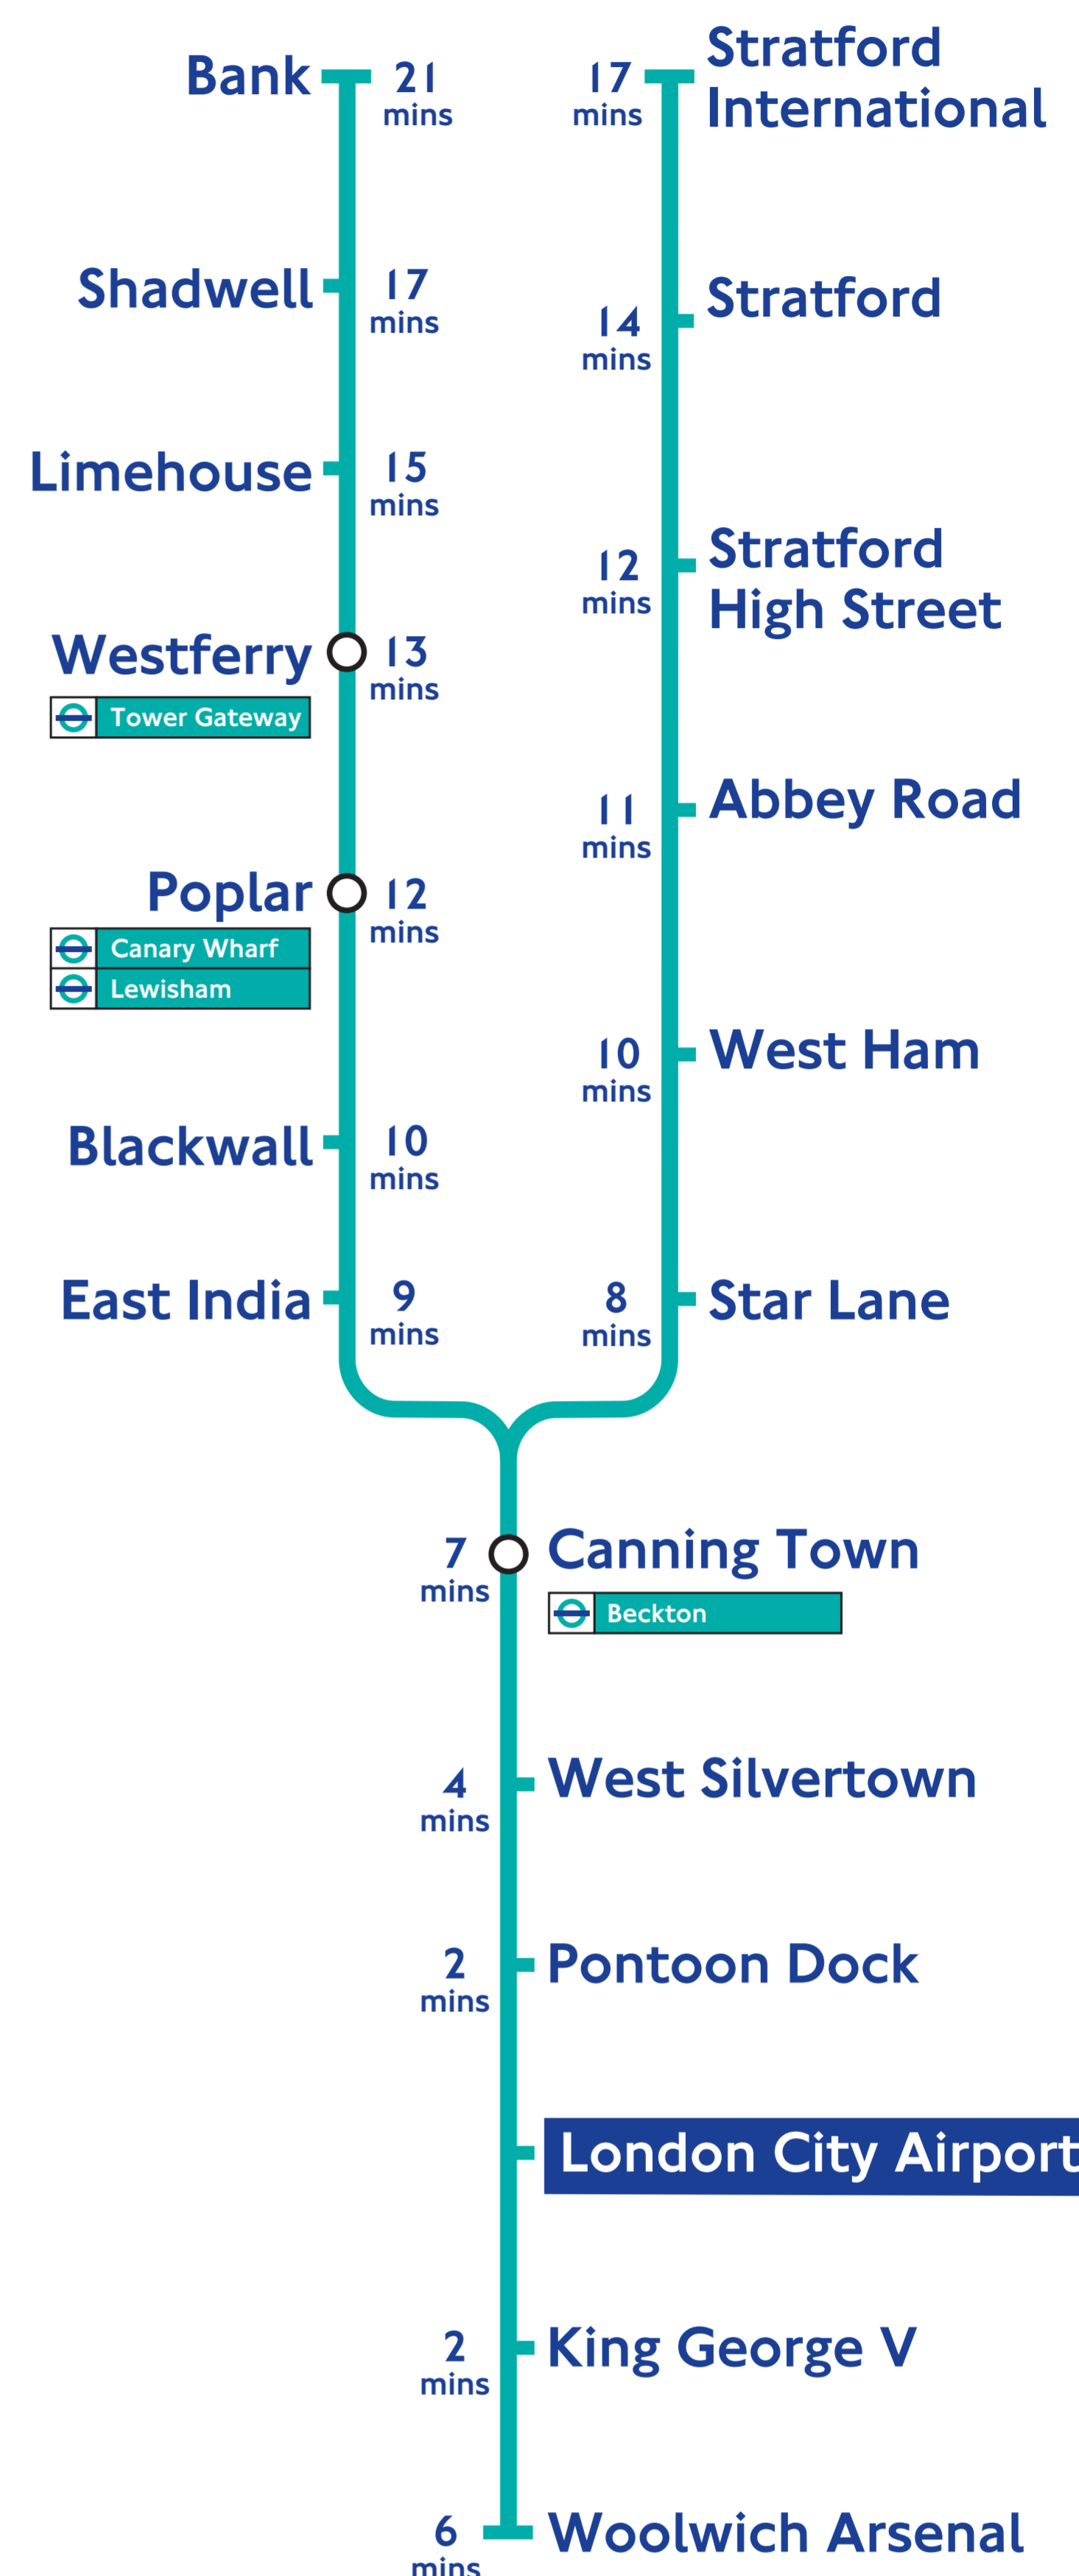 Bank
21
mins
Shadwell
17
mins
Limehouse
15
mins
Westferry
13
mins
Tower Gateway
Poplar
12
mins
Canary Wharf
Lewisham
Blackwall
10
mins
East India
9
mins
17
mins
Stratford
International
14
mins
Stratford
12
mins
Stratford
High Street
11
mins
Abbey Road
10
mins
West Ham
8
mins
Star Lane
7
mins
Canning Town
Beckton
4
mins
West Silvertown
2
mins
Pontoon Dock
London City Airport
2
mins
King George V
6
mins
Woolwich Arsenal